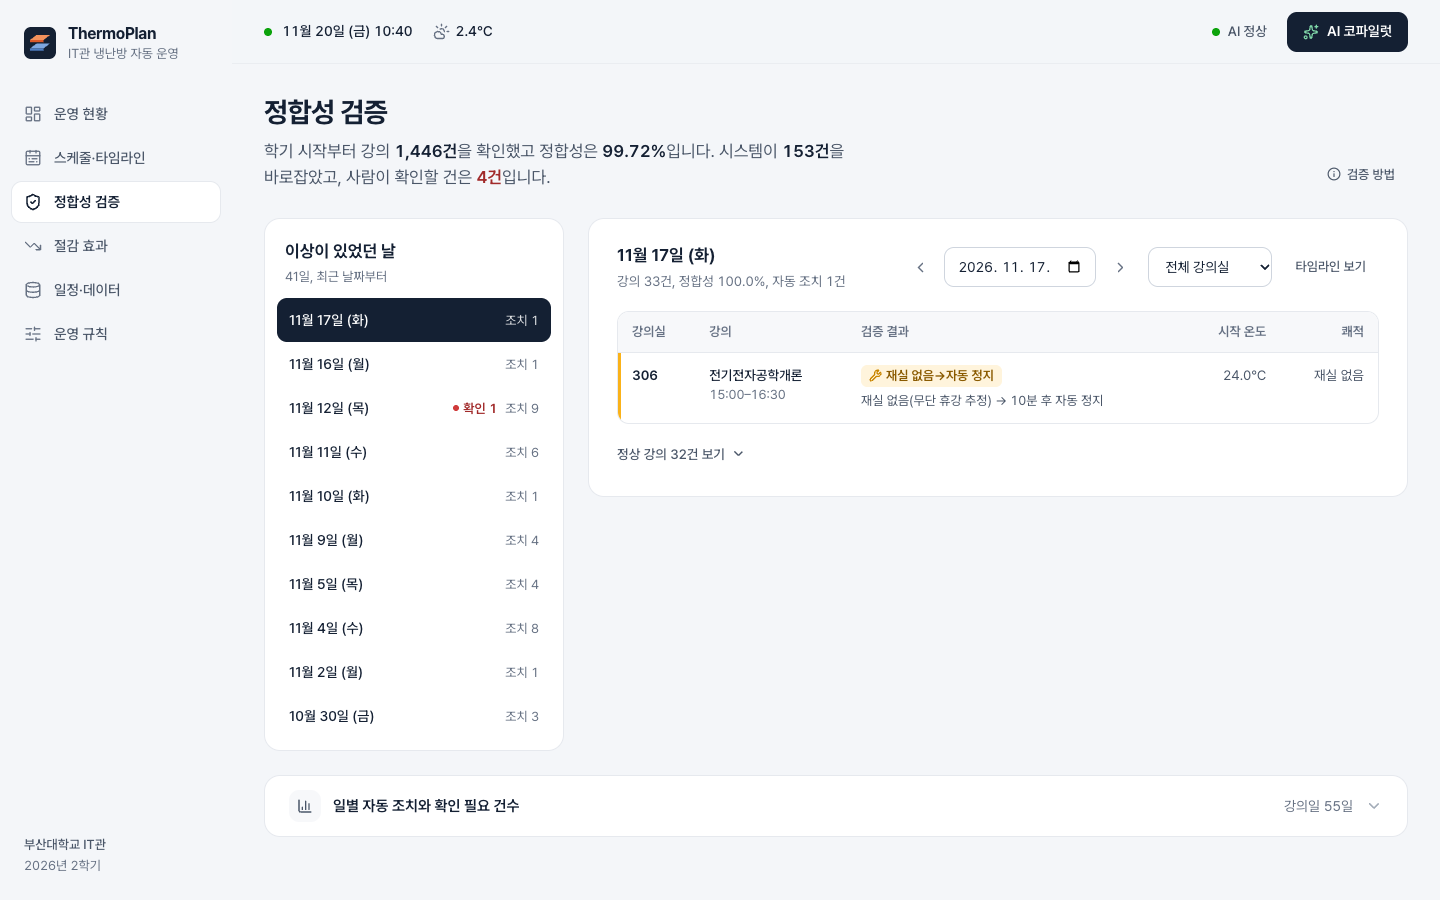 ThermoPlan
IT관 냉난방 자동 운영
운영 현황
스케줄·타임라인
정합성 검증
절감 효과
일정·데이터
운영 규칙
부산대학교 IT관
2026년 2학기
11월 20일 (금) 10:40
2.4°C
AI 정상
AI 코파일럿
정합성 검증
학기 시작부터 강의 1,446건을 확인했고 정합성은 99.72%입니다. 시스템이 153건을
바로잡았고, 사람이 확인할 건은 4건입니다.
검증 방법
이상이 있었던 날
41일, 최근 날짜부터
11월 17일 (화) 조치 1
11월 16일 (월) 조치 1
11월 12일 (목) 확인 1 조치 9
11월 11일 (수) 조치 6
11월 10일 (화) 조치 1
11월 9일 (월) 조치 4
11월 5일 (목) 조치 4
11월 4일 (수) 조치 8
11월 2일 (월) 조치 1
10월 30일 (금) 조치 3
11월 17일 (화)
강의 33건, 정합성 100.0%, 자동 조치 1건
2026. 11. 17.
전체 강의실
타임라인 보기
강의실 강의 검증 결과 시작 온도 쾌적
306 전기전자공학개론 재실 없음→자동 정지 24.0°C 재실 없음
15:00–16:30 재실 없음(무단 휴강 추정) → 10분 후 자동 정지
정상 강의 32건 보기
일별 자동 조치와 확인 필요 건수
강의일 55일